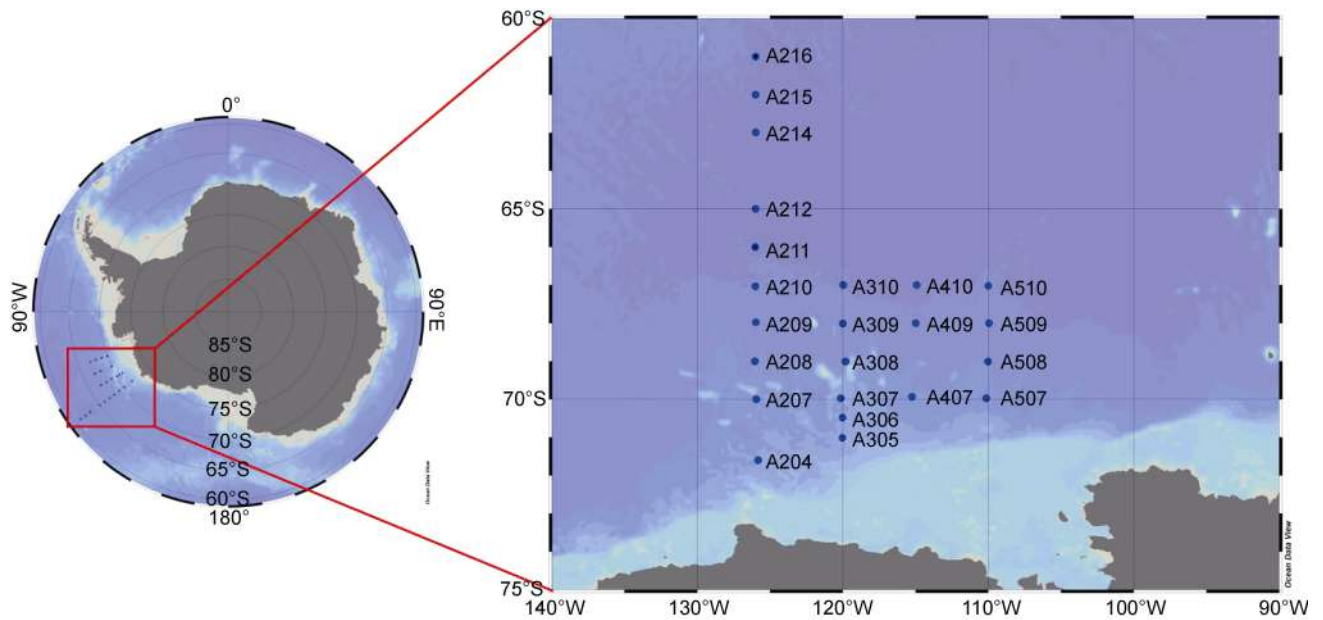 0°
90°W
90°E
85°S
80°S
75°S
70°S
65°S
60°S
180°
Ocean Data View
60°S
65°S
70°S
75°S
140°W 130°W 120°W 110°W 100°W 90°W
A216
A215
A214
A212
A211
A210 A310 A410 A510
A209 A309 A409 A509
A208 A308 A508
A207 A307 A407 A507
A306
A305
A204
Ocean Data View